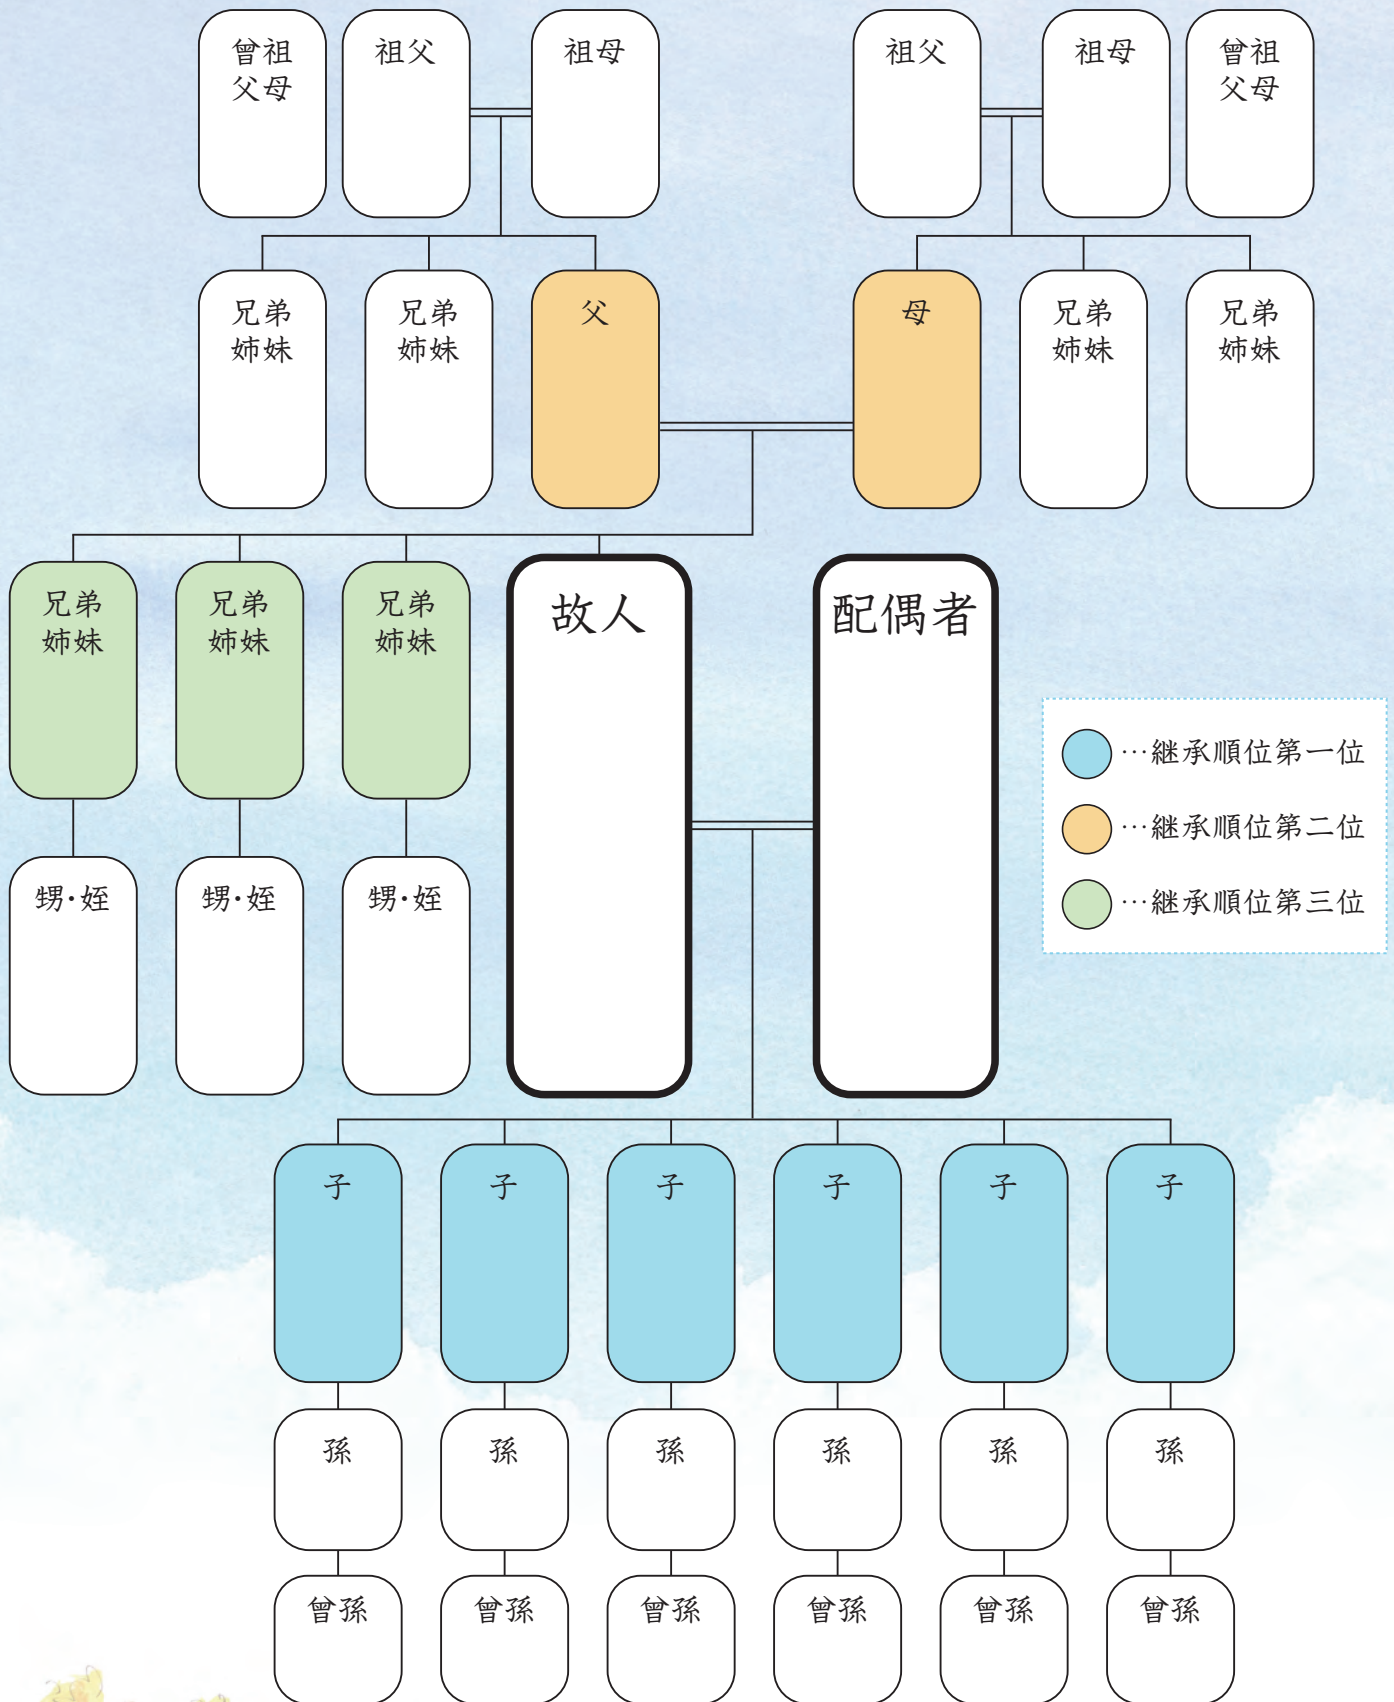 曾祖
父母
祖父
祖母
祖父
祖母
曾祖
父母
兄弟
姉妹
兄弟
姉妹
父
母
兄弟
姉妹
兄弟
姉妹
兄弟
姉妹
兄弟
姉妹
兄弟
姉妹
故人
配偶者
…継承順位第一位
…継承順位第二位
…継承順位第三位
甥・姪
甥・姪
甥・姪
子
子
子
子
子
子
孫
孫
孫
孫
孫
孫
曾孫
曾孫
曾孫
曾孫
曾孫
曾孫